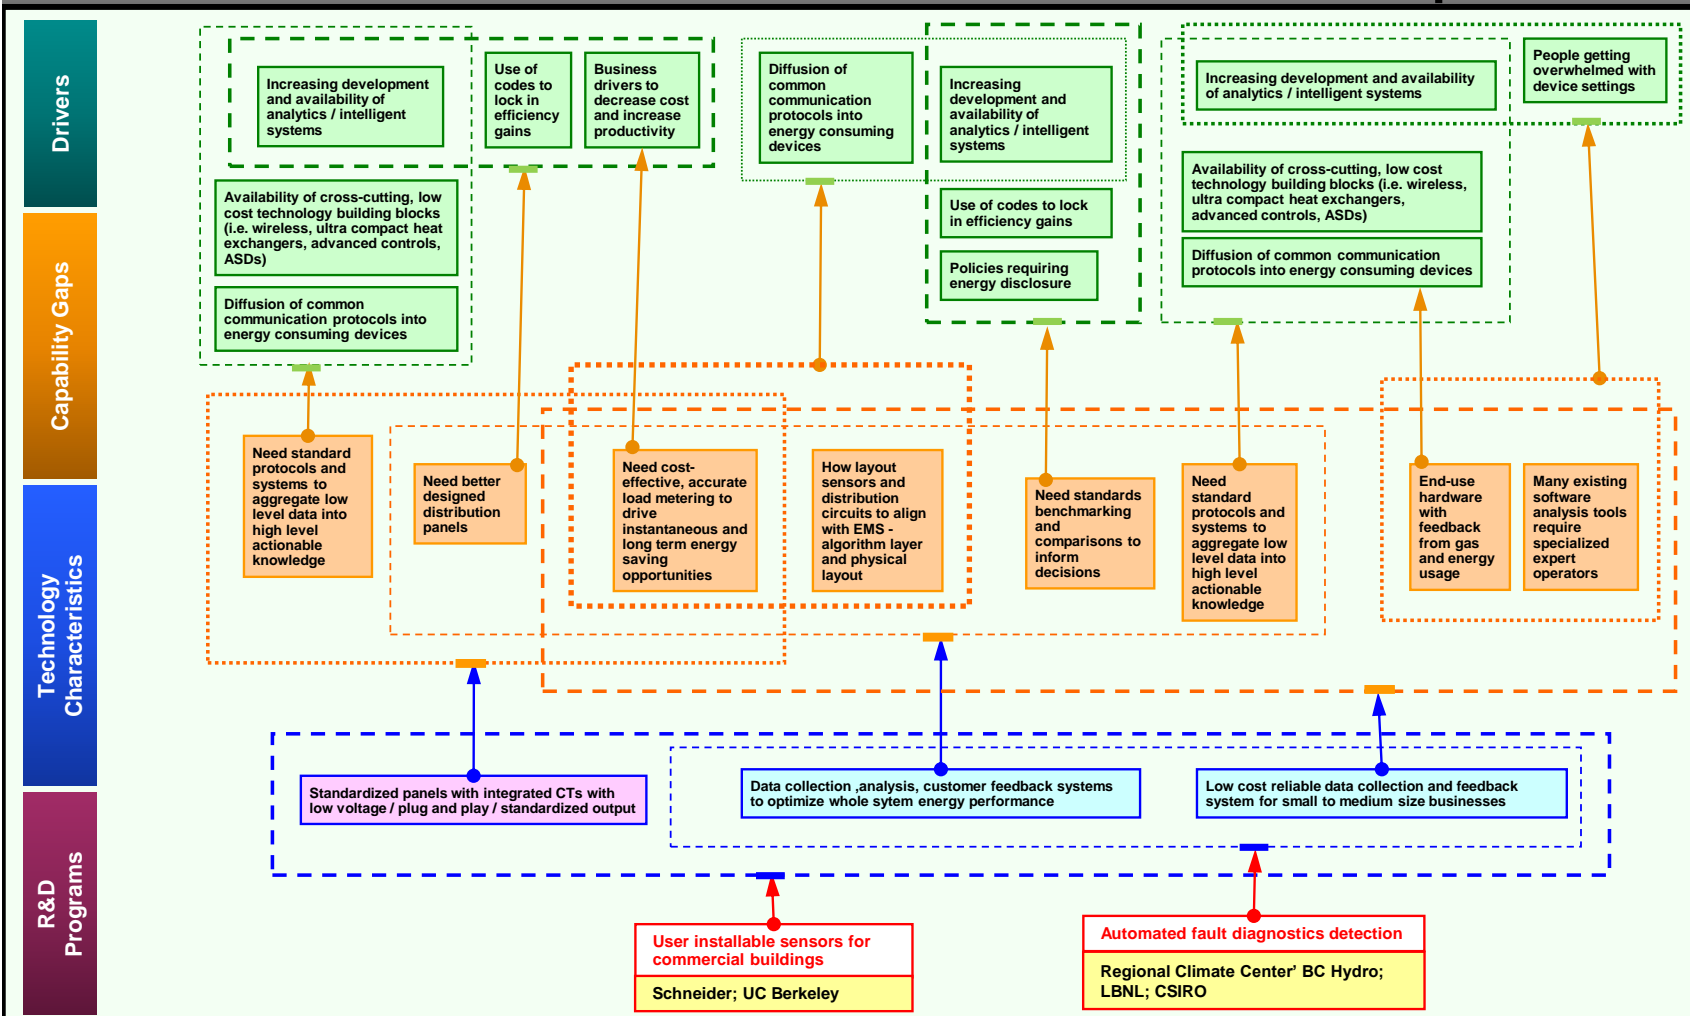 Drivers
Increasing development
and availability of
analytics / intelligent
systems
Use of
codes to
lock in
efficiency
gains
Business
drivers to
decrease cost
and increase
productivity
Diffusion of
common
communication
protocols into
energy consuming
devices
Increasing
development and
availability of
analytics / intelligent
systems
Increasing development and availability
of analytics / intelligent systems
People getting
overwhelmed with
device settings
Availability of cross-cutting, low
cost technology building blocks
(i.e. wireless, ultra compact heat
exchangers, advanced controls,
ASDs)
Use of codes to lock
in efficiency gains
Availability of cross-cutting, low cost
technology building blocks (i.e. wireless,
ultra compact heat exchangers,
advanced controls, ASDs)
Diffusion of common
communication protocols into
energy consuming devices
Policies requiring
energy disclosure
Diffusion of common communication
protocols into energy consuming devices
Capability Gaps
Need standard
protocols and
systems to
aggregate low
level data into
high level
actionable
knowledge
Need better
designed
distribution
panels
Need cost-
effective, accurate
load metering to
drive
instantaneous and
long term energy
saving
opportunities
How layout
sensors and
distribution
circuits to align
with EMS -
algorithm layer
and physical
layout
Need standards
benchmarking
and
comparisons to
inform
decisions
Need
standard
protocols and
systems to
aggregate low
level data into
high level
actionable
knowledge
End-use
hardware
with
feedback
from gas
and energy
usage
Many existing
software
analysis tools
require
specialized
expert
operators
Technology
Characteristics
Standardized panels with integrated CTs with
low voltage / plug and play / standardized output
Data collection ,analysis, customer feedback systems
to optimize whole sytem energy performance
Low cost reliable data collection and feedback
system for small to medium size businesses
R&D
Programs
User installable sensors for
commercial buildings
Schneider; UC Berkeley
Automated fault diagnostics detection
Regional Climate Center' BC Hydro;
LBNL; CSIRO